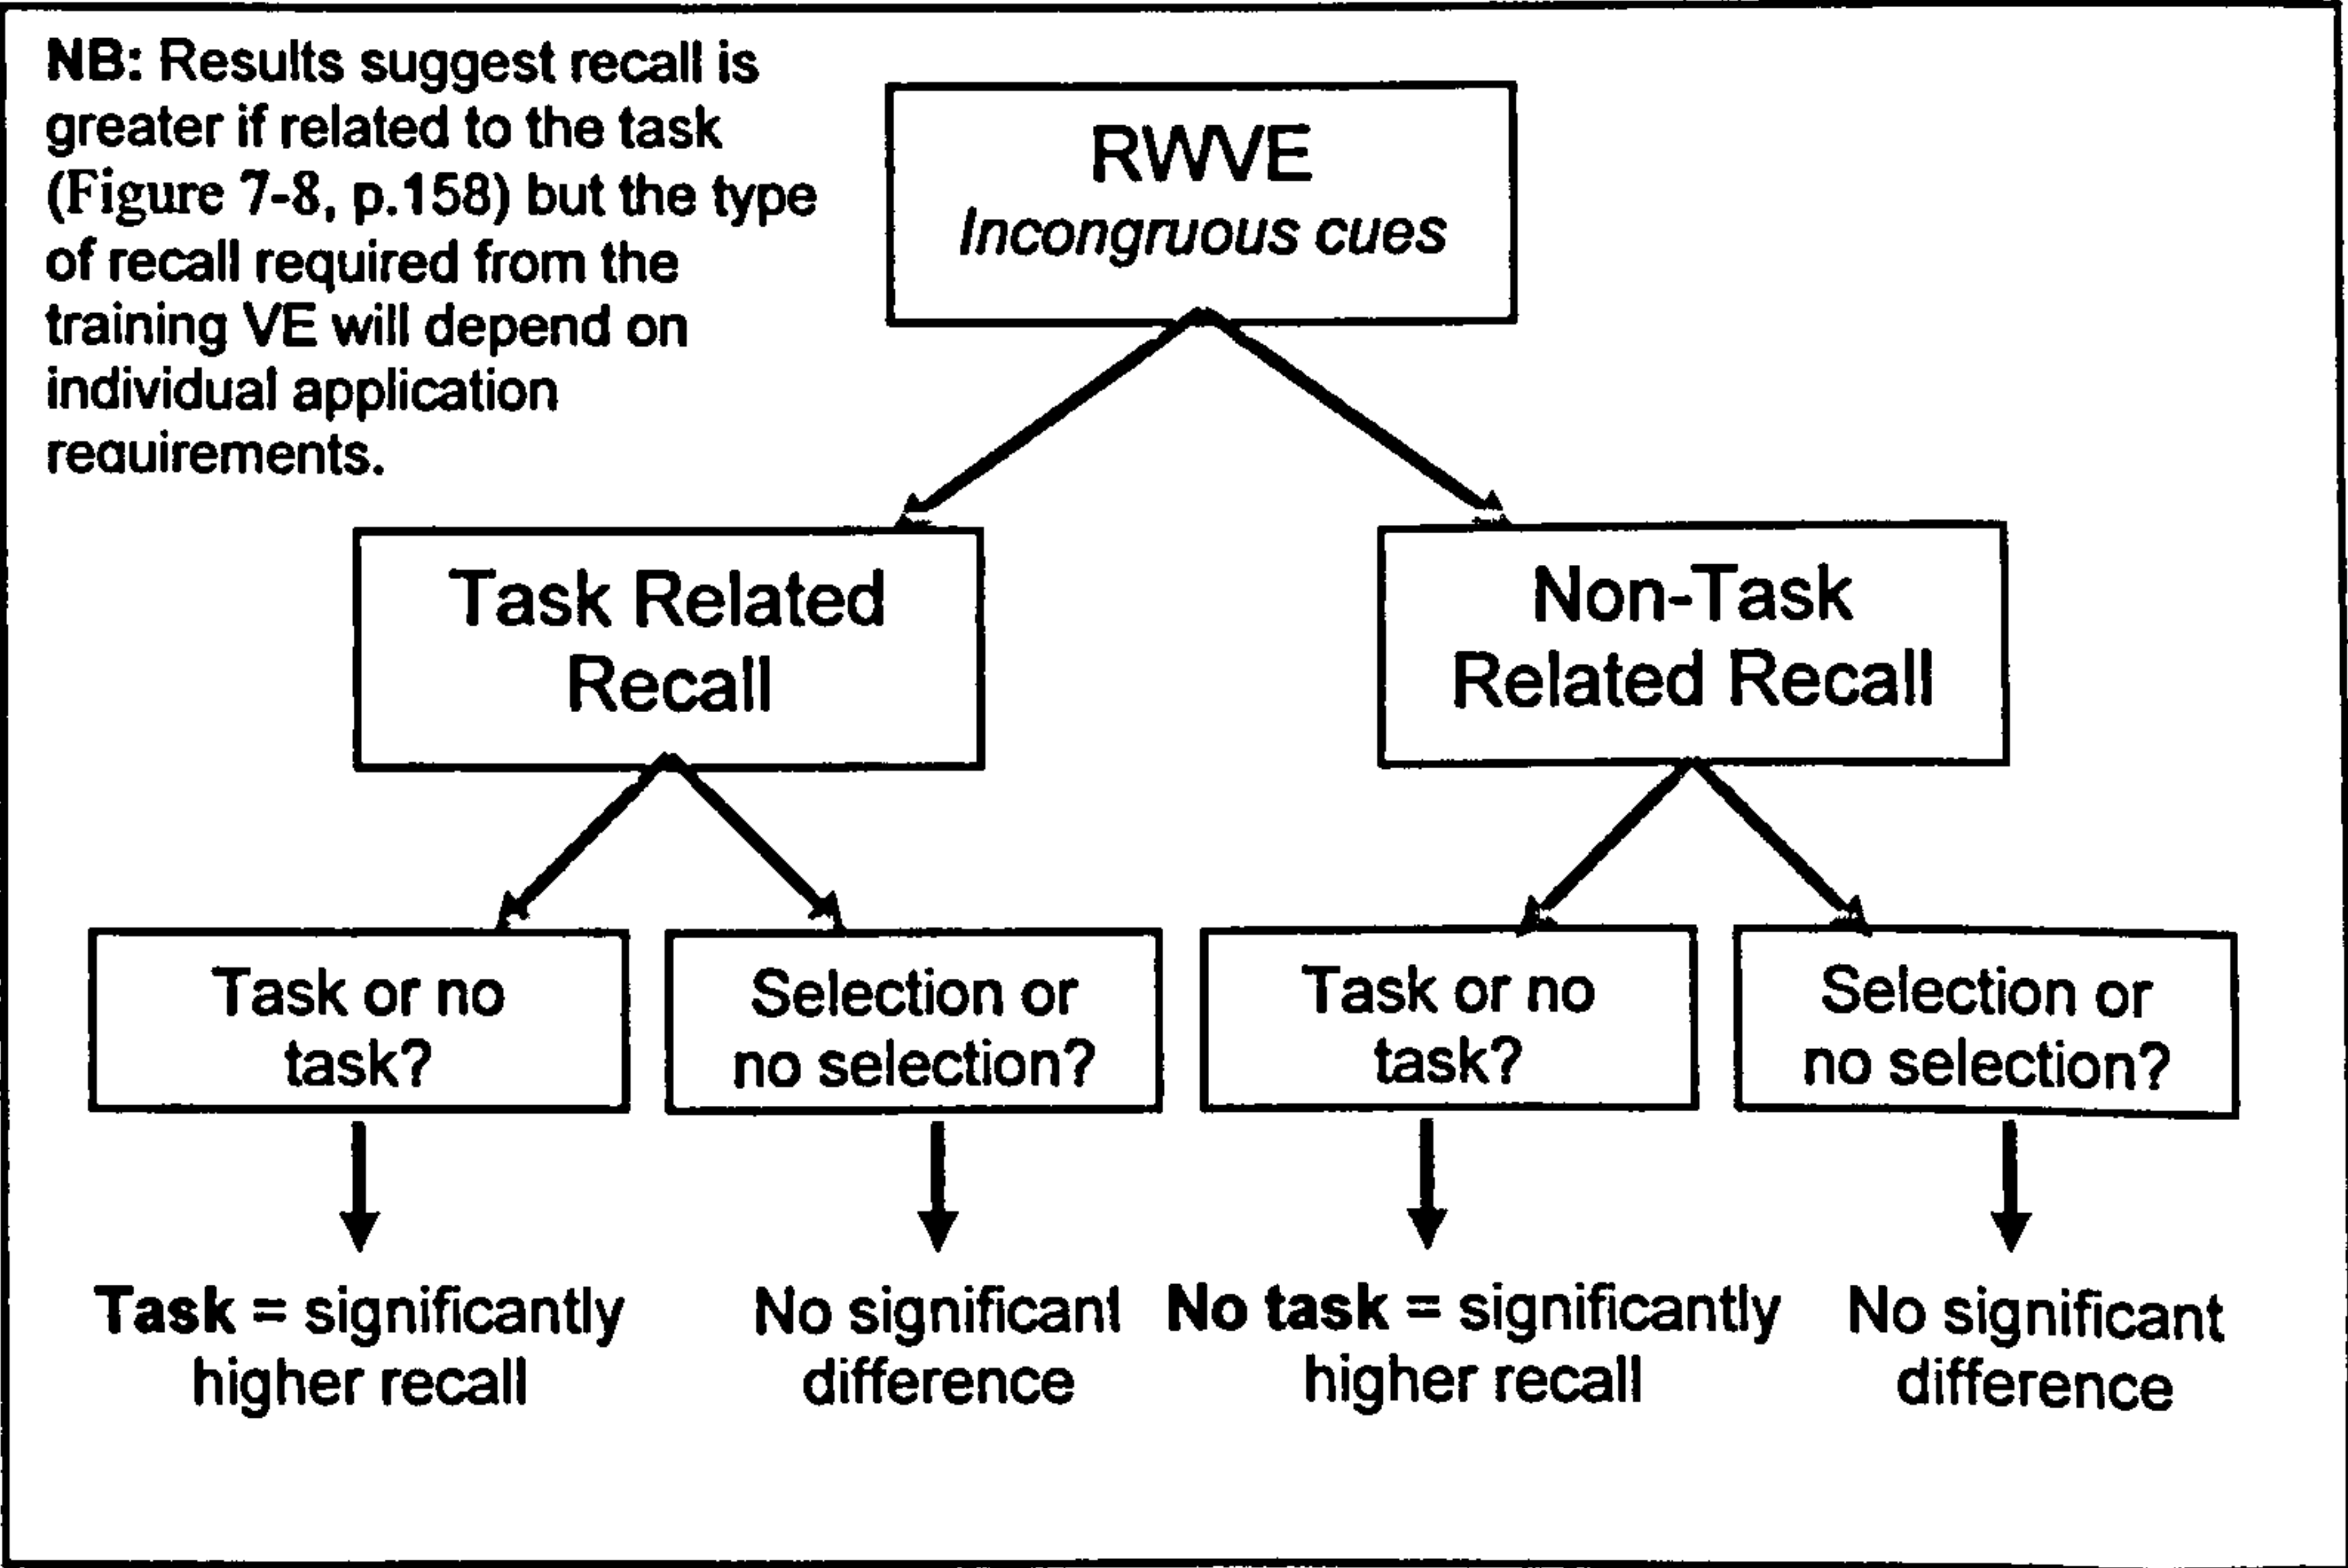 NB: Results suggest recall is
greater if related to the task
(Figure 7-8, p.158) but the type
of recall required from the
training VE will depend on
individual application
requirements.
RWVE
Incongruous cues
Task Related
Recall
Non-Task
Related Recall
Task or no
task?
Selection or
no selection?
Task or no
task?
Selection or
no selection?
Task = significantly
higher recall
No significant
difference
No task = significantly
higher recall
No significant
difference